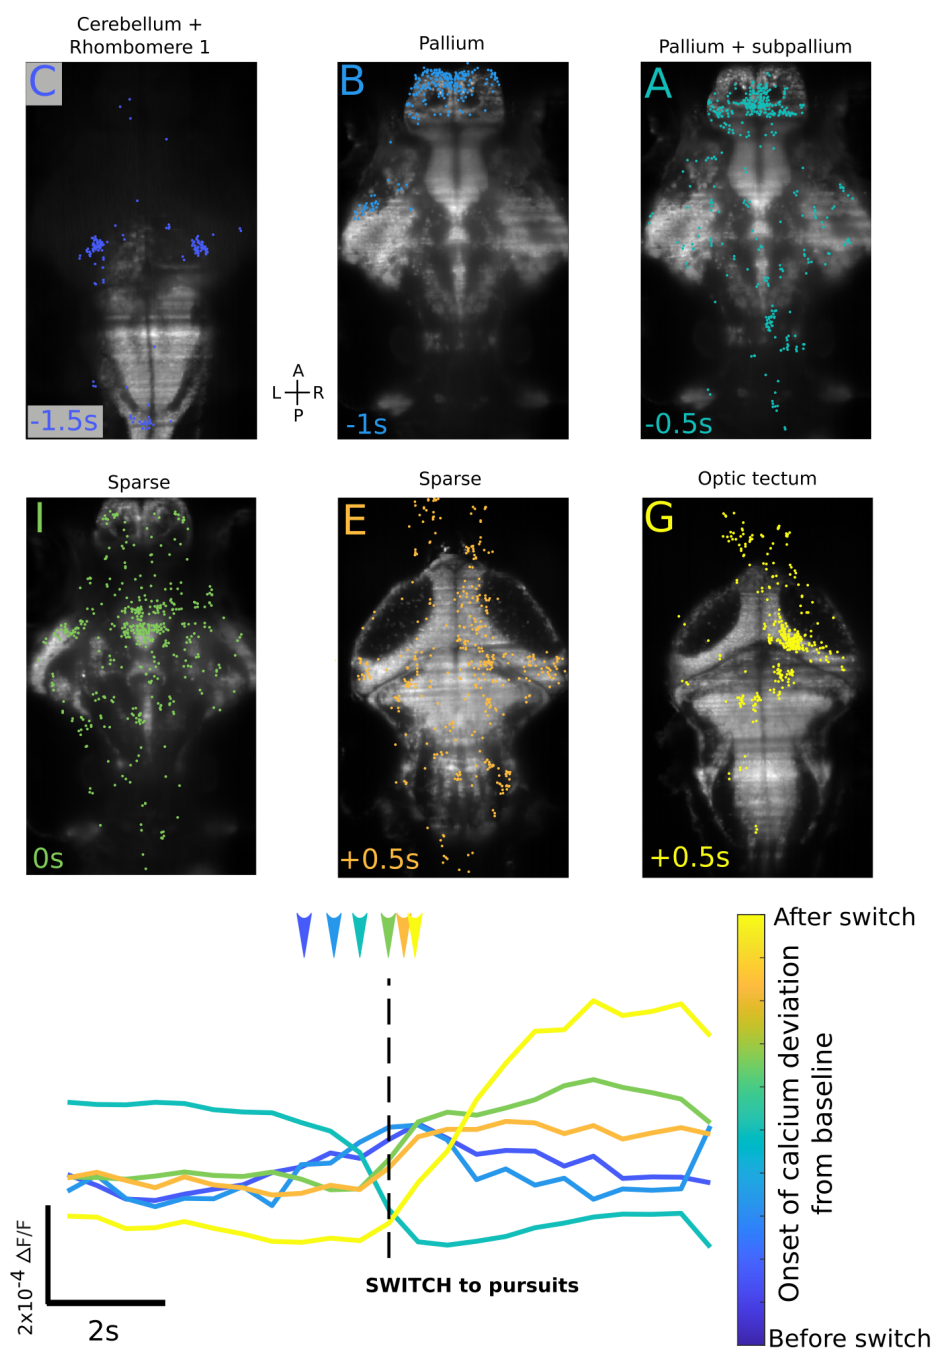 Cerebellum +
Rhombomere 1
Pallium
Pallium + subpallium
C
B
A
-1.5s
A
L R
P
-1s
-0.5s
Sparse
Sparse
Optic tectum
I
E
G
0s
+0.5s
+0.5s
After switch
Onset of calcium deviation
from baseline
Before switch
2x10-4 ΔF/F
2s
SWITCH to pursuits